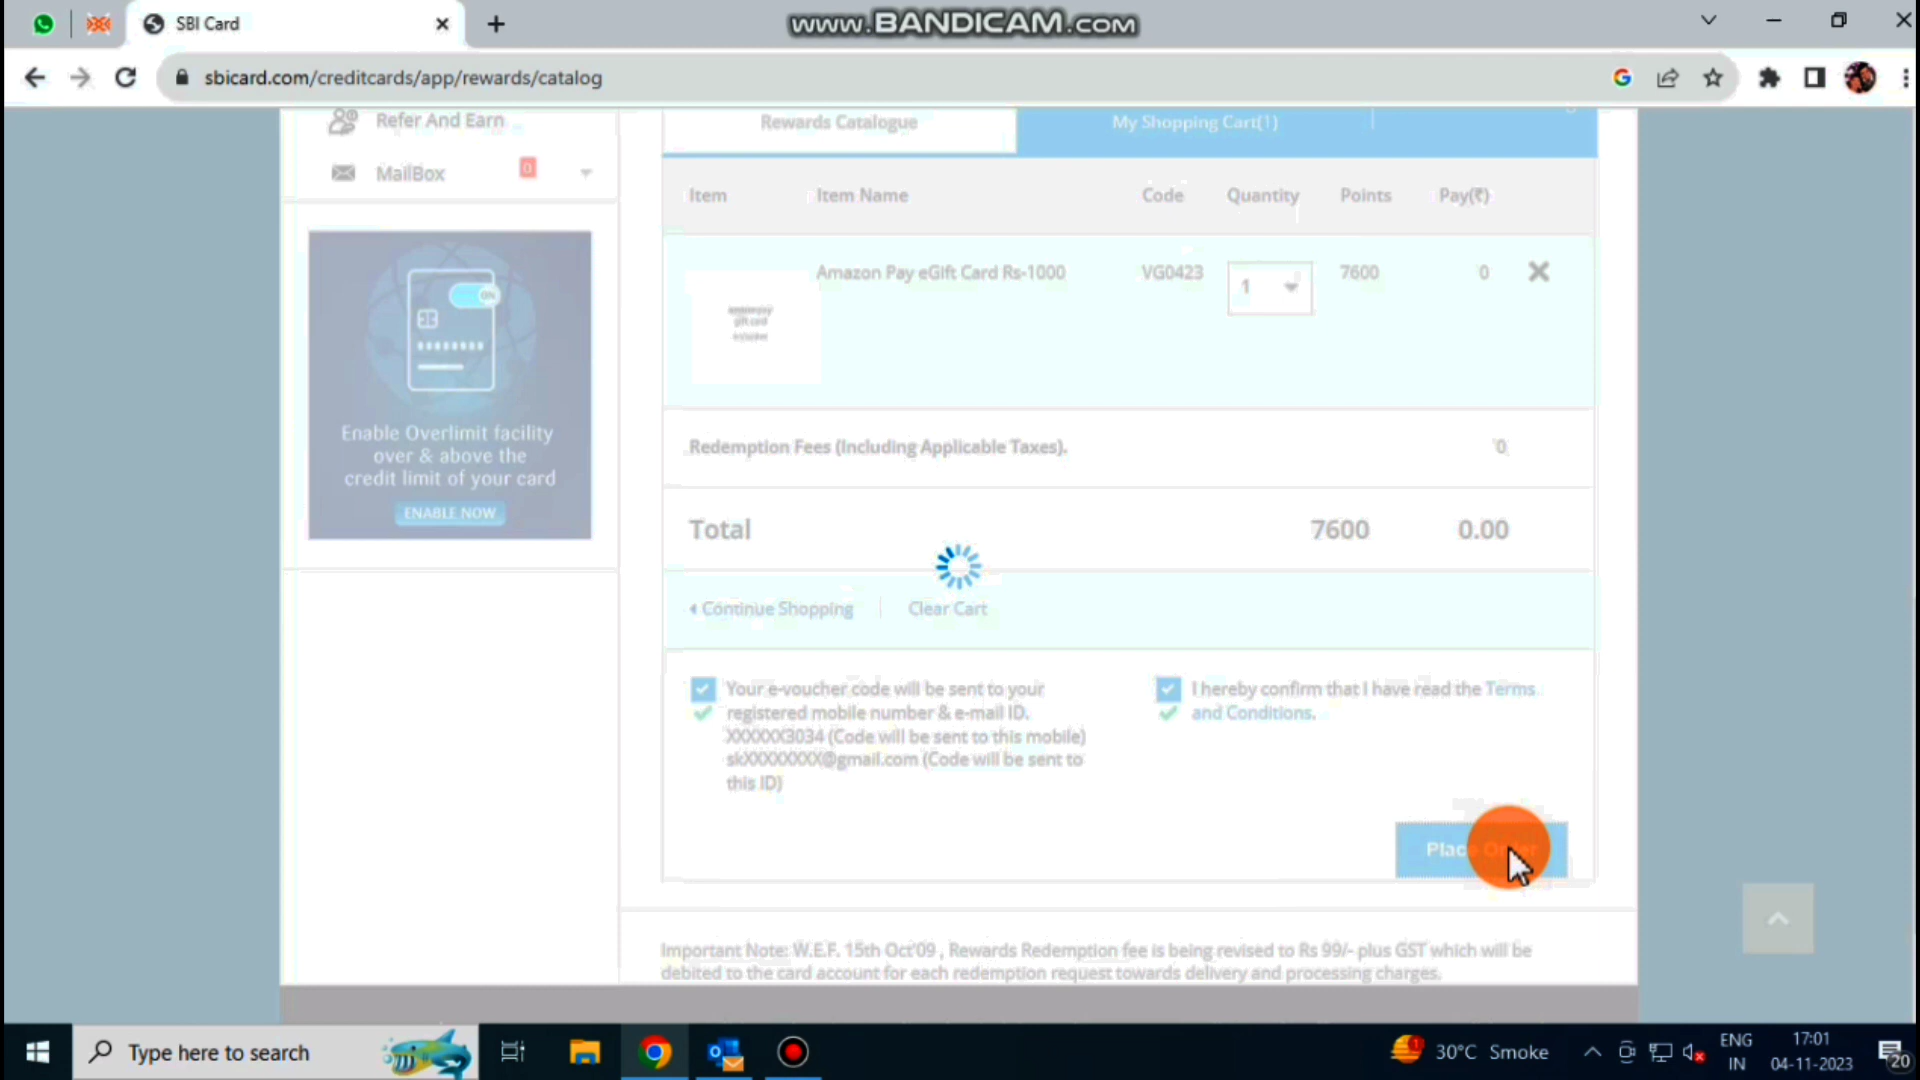 SBI Card
www.BANDICAM.com
sbicard.com/creditcards/app/rewards/catalog
Refer And Earn
MailBox
0
Enable Overlimit facility
over & above the
credit limit of your card
ENABLE NOW
ON
Rewards Catalogue
My Shopping Cart(1)
Item
Item Name
Code
Quantity
Points
Pay(₹)
Amazon Pay eGift Card Rs-1000
VG0423
1
7600
0
gift card
Redemption Fees (Including Applicable Taxes).
0
Total
7600
0.00
Continue Shopping
Clear Cart
Your e-voucher code will be sent to your
registered mobile number & e-mail ID.
XXXXXX3034 (Code will be sent to this mobile)
skXXXXXXXX@gmail.com (Code will be sent to
this ID)
I hereby confirm that I have read the Terms
and Conditions.
Place Order
Important Note: W.E.F. 15th Oct'09 , Rewards Redemption fee is being revised to Rs 99/- plus GST which will be
debited to the card account for each redemption request towards delivery and processing charges.
Type here to search
30°C Smoke
ENG
IN
17:01
04-11-2023
20